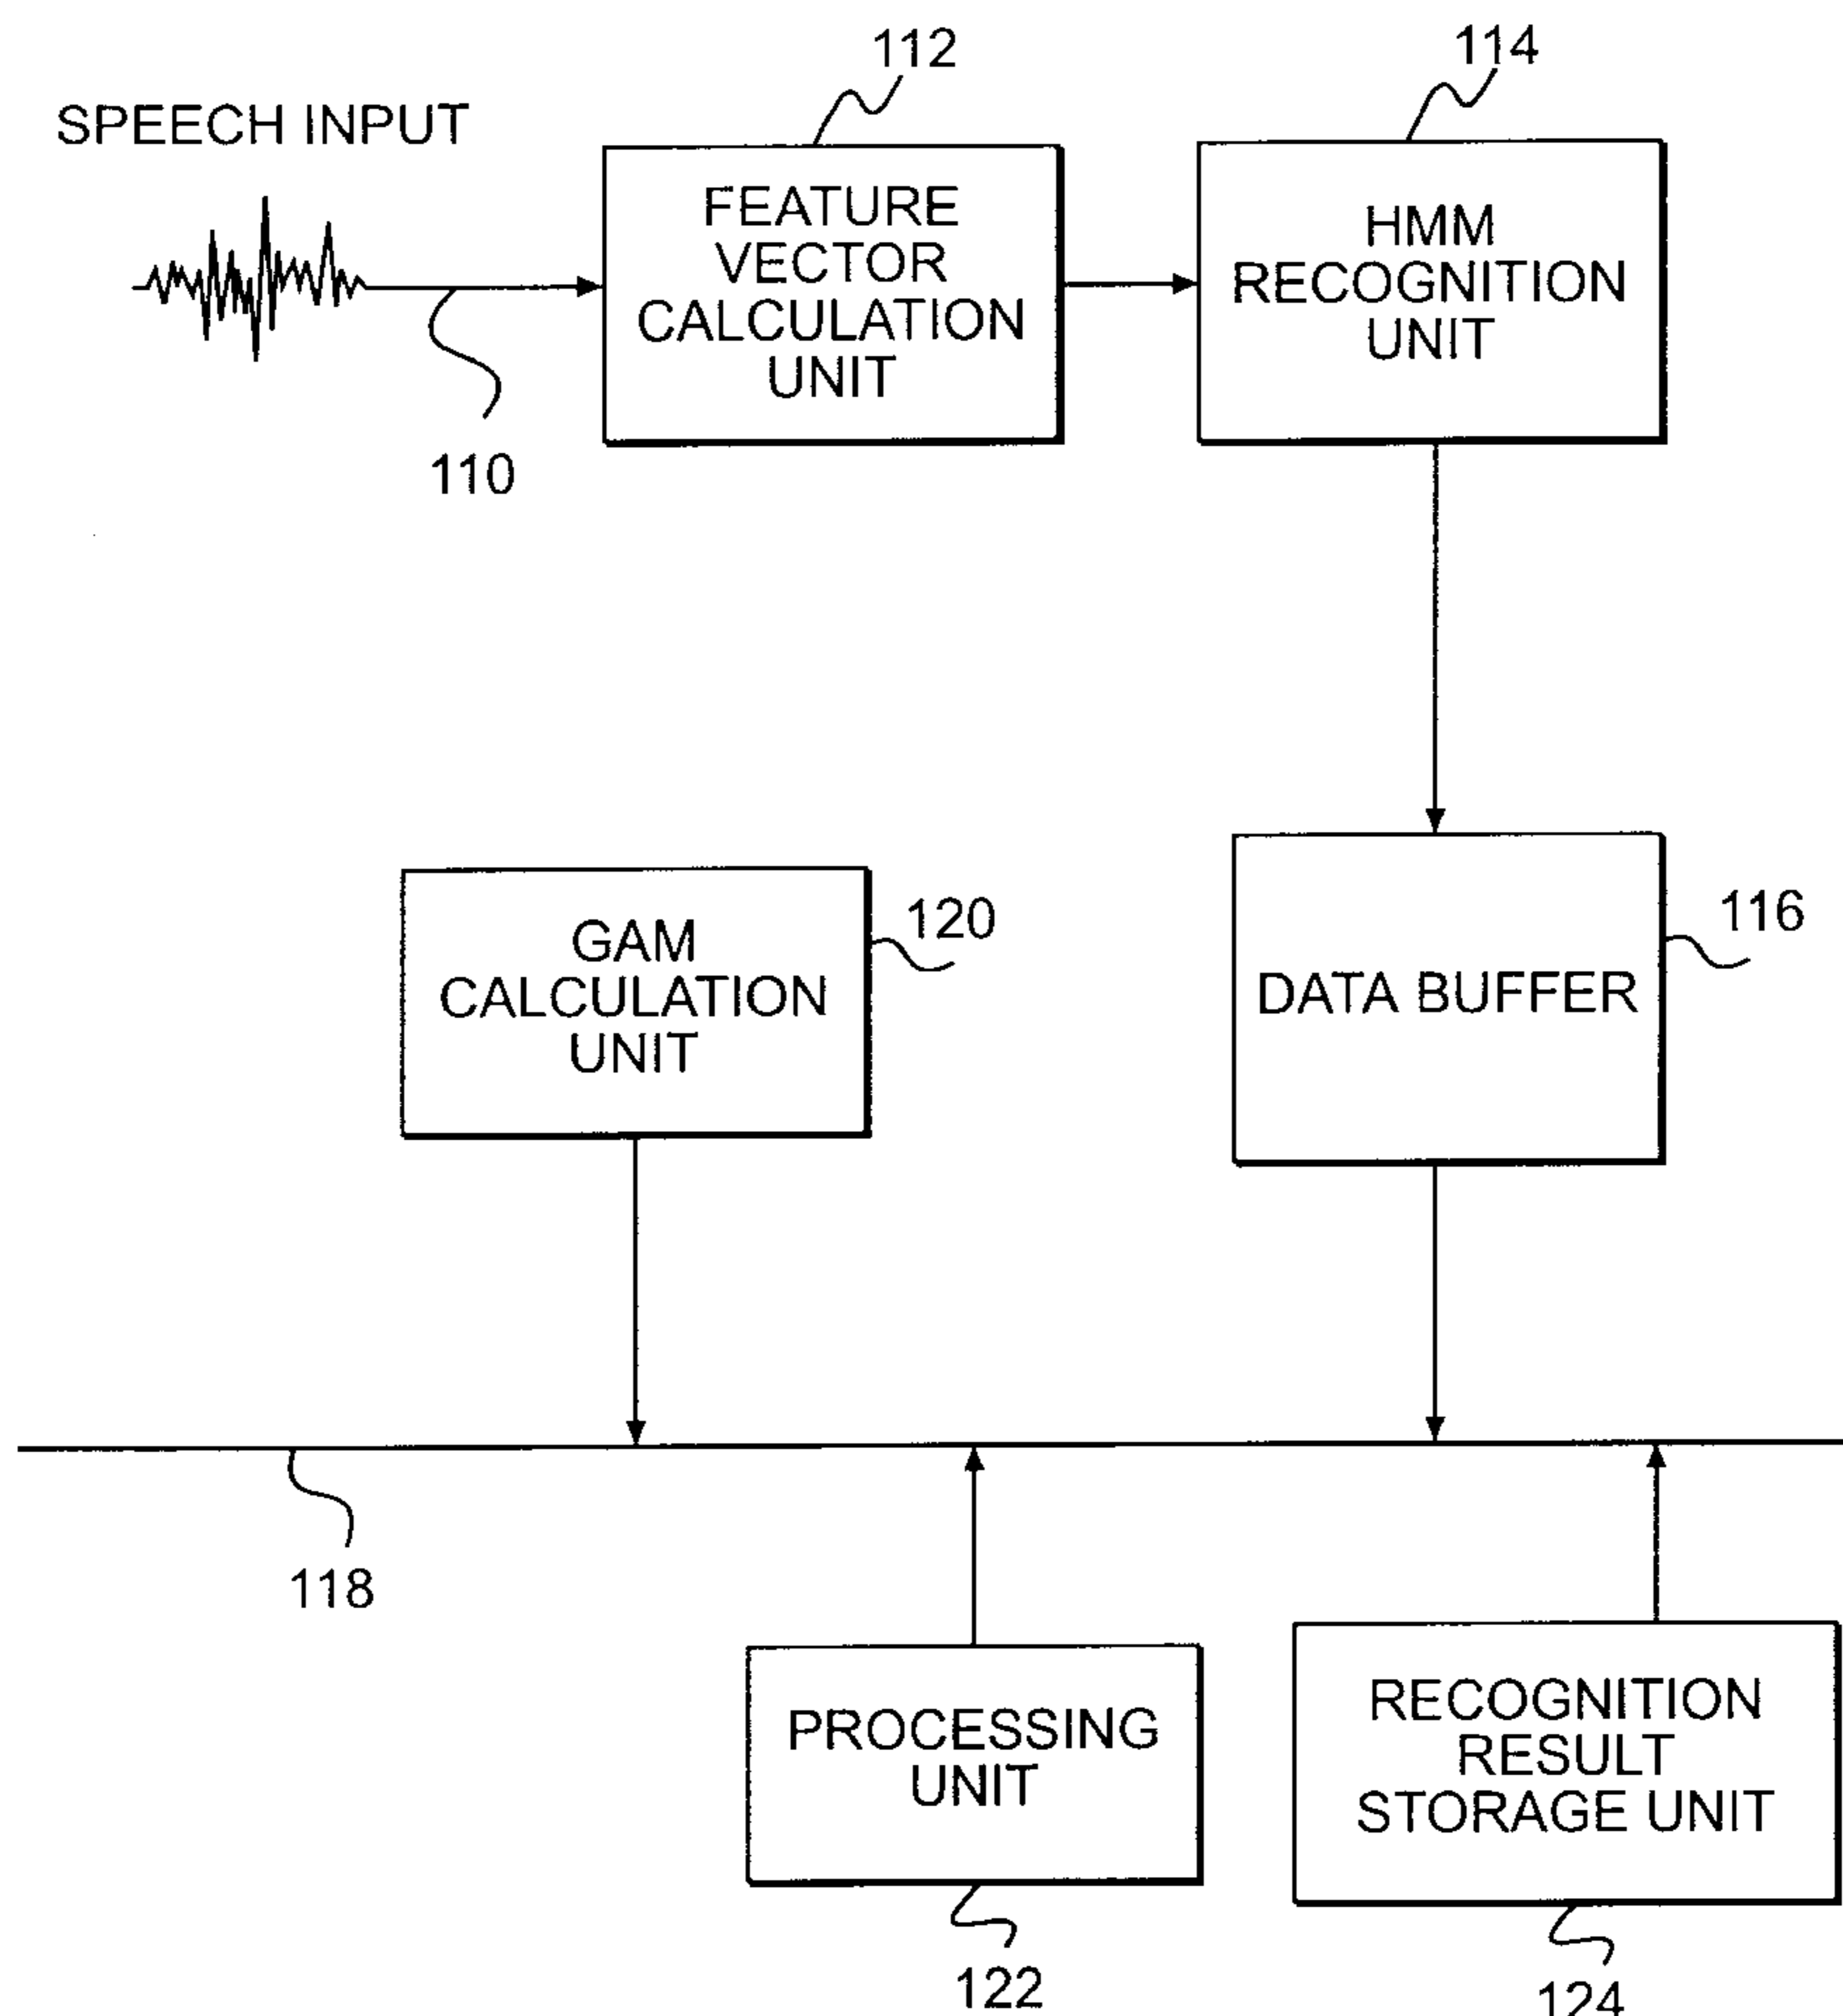 112
114
SPEECH INPUT
FEATURE
VECTOR
CALCULATION
UNIT
HMM
RECOGNITION
UNIT
110
120
116
GAM
CALCULATION
UNIT
DATA BUFFER
118
PROCESSING
UNIT
RECOGNITION
RESULT
STORAGE UNIT
122
124